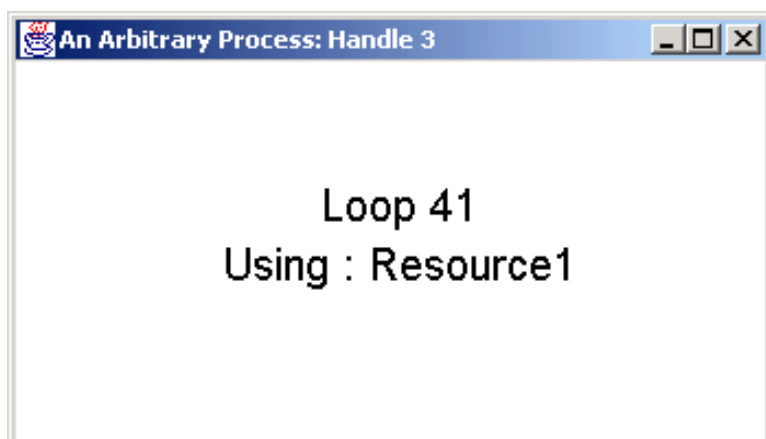 An Arbitrary Process: Handle 3
Loop 41
Using : Resource1